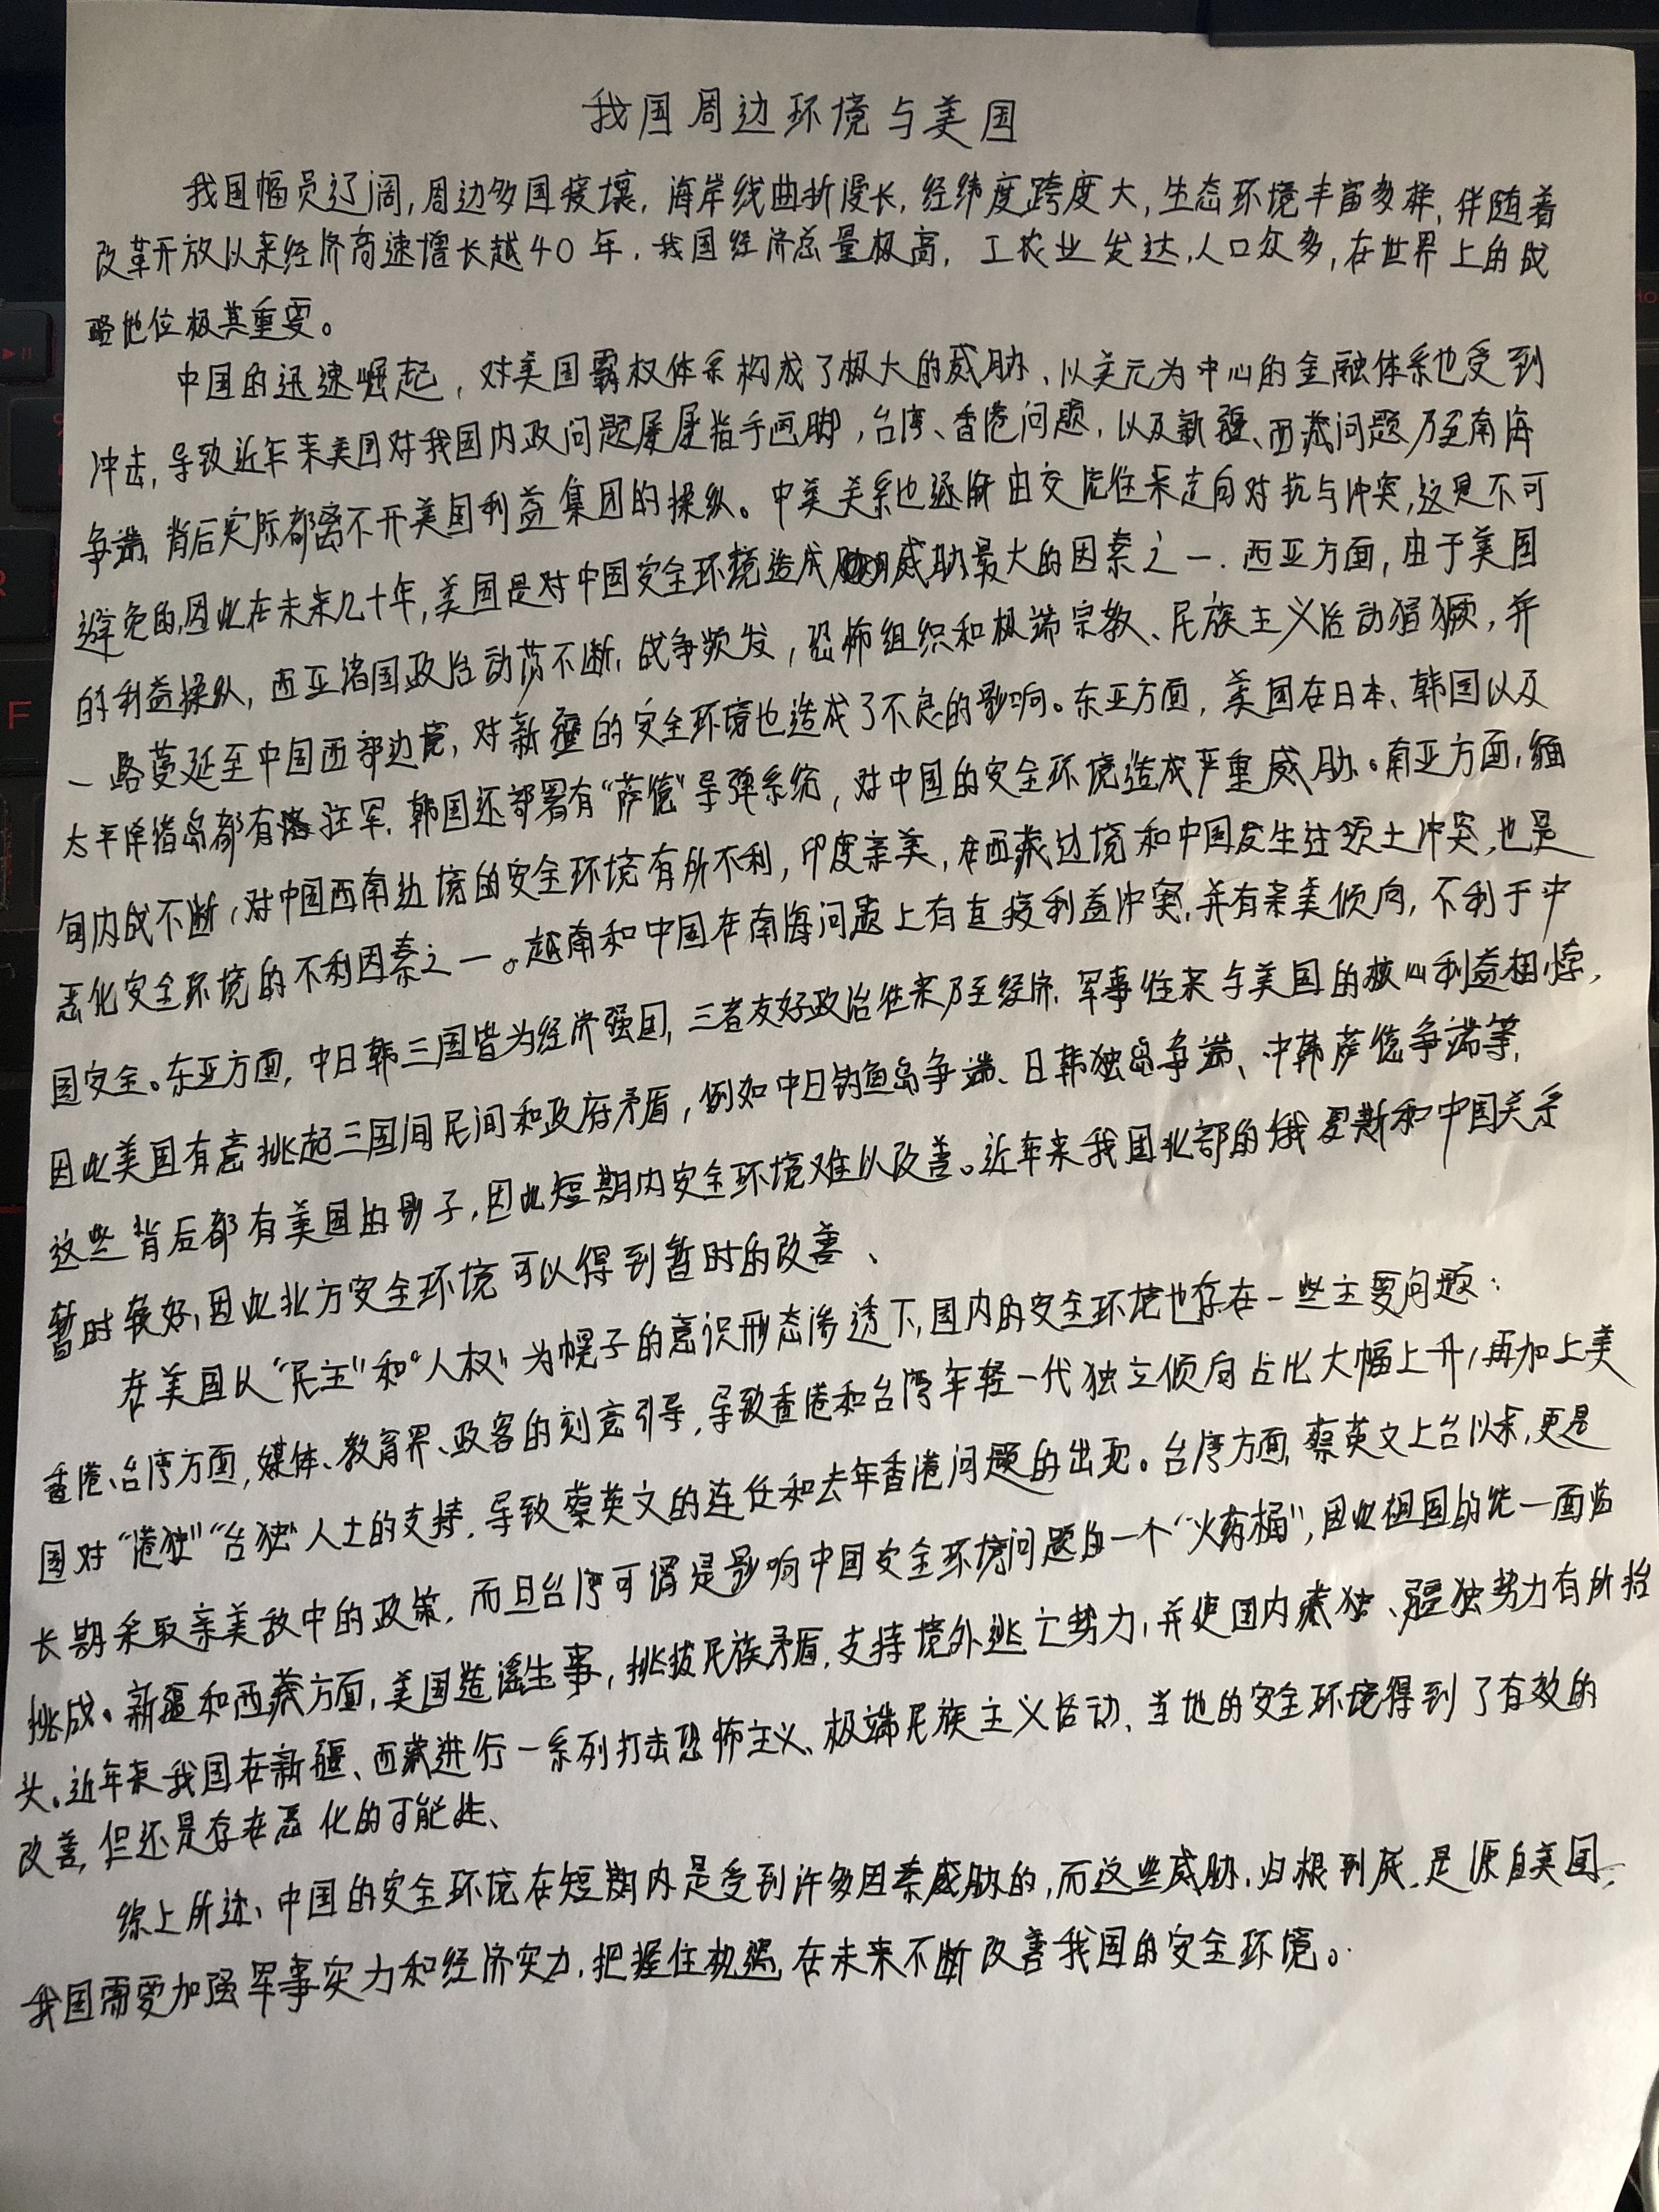 我国周边环境与美国
我国幅员辽阔,周边多国接壤,海岸线曲折漫长,经纬度跨度大,生态环境丰富多样,伴随着
改革开放以来经济高速增长越40年,我国经济总量极高,工农业发达,人口众多,在世界上的战
略地位极其重要。
中国的迅速崛起,对美国霸权体系构成了极大的威胁、以美元为中心的金融体系也受到
冲击,导致近年来美国对我国内政问题屡屡指手画脚,台湾、香港问题,以及新疆、西藏问题乃至南海
争端,背后实际都离不开美国利益集团的操纵。中美关系也逐渐由交流往来走向对抗与冲突,这是不可
避免的,因此在未来几十年,美国是对中国安全环境造成威胁最大的因素之一.西亚方面,由于美国
的利益操纵,西亚诸国政治动荡不断,战争频发,恐怖组织和极端宗教、民族主义活动猖獗,并
一路蔓延至中国西部边境,对新疆的安全环境也造成了不良的影响。东亚方面,美国在日本、韩国以及
太平洋诸岛都有驻军,韩国还部署有“萨德”导弹系统,对中国的安全环境造成严重威胁。南亚方面,缅
甸内战不断,对中国西南边境的安全环境有所不利,印度亲美,在西藏边境和中国发生过领土冲突,也是
恶化安全环境的不利因素之一。越南和中国在南海问题上有直接利益冲突,并有亲美倾向,不利于中
国安全。东亚方面,中日韩三国皆为经济强国,三者友好政治往来乃至经济、军事往来与美国的核心利益相悖,
因此美国有意挑起三国间民间和政府矛盾,例如中日钓鱼岛争端、日韩独岛争端、中韩萨德争端等,
这些背后都有美国的影子,因此短期内安全环境难以改善。近年来我国北部的俄罗斯和中国关系
暂时较好,因此北方安全环境可以得到暂时的改善、
在美国以“民主”和“人权”为幌子的意识形态渗透下,国内的安全环境也存在一些主要问题:
香港、台湾方面,媒体、教育界、政客的刻意引导,导致香港和台湾年轻一代独立倾向占比大幅上升,再加上美
国对“港独”“台独”人士的支持,导致蔡英文的连任和去年香港问题的出现。台湾方面,蔡英文上台以来,更是
长期采取亲美敌中的政策,而且台湾可谓是影响中国安全环境问题的一个“火药桶”,因此祖国的统一面临
挑战。新疆和西藏方面,美国造谣生事,挑拨民族矛盾,支持境外逃亡势力,并使国内藏独、疆独势力有所抬
头。近年来我国在新疆、西藏进行一系列打击恐怖主义、极端民族主义活动、当地的安全环境得到了有效的
改善,但还是存在恶化的可能性、
综上所述、中国的安全环境在短期内是受到许多因素威胁的,而这些威胁,归根到底,是源自美国,
我国需要加强军事实力和经济实力,把握住机遇,在未来不断改善我国的安全环境。